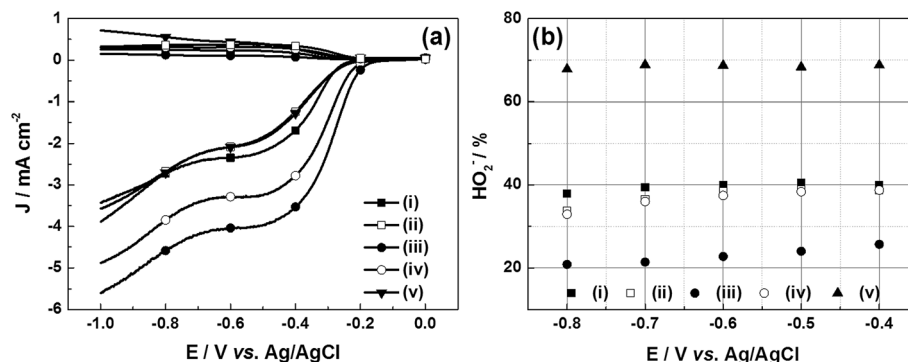 (a)
1
0
-1
-2
-3
-4
-5
-6
J / mA cm⁻²
(i)
(ii)
(iii)
(iv)
(v)
-1.0 -0.8 -0.6 -0.4 -0.2 0.0
E / V vs. Ag/AgCl
(b)
80
60
40
20
HO₂⁻ / %
(i) (ii) (iii) (iv) (v)
-0.8 -0.7 -0.6 -0.5 -0.4
E / V vs. Ag/AgCl